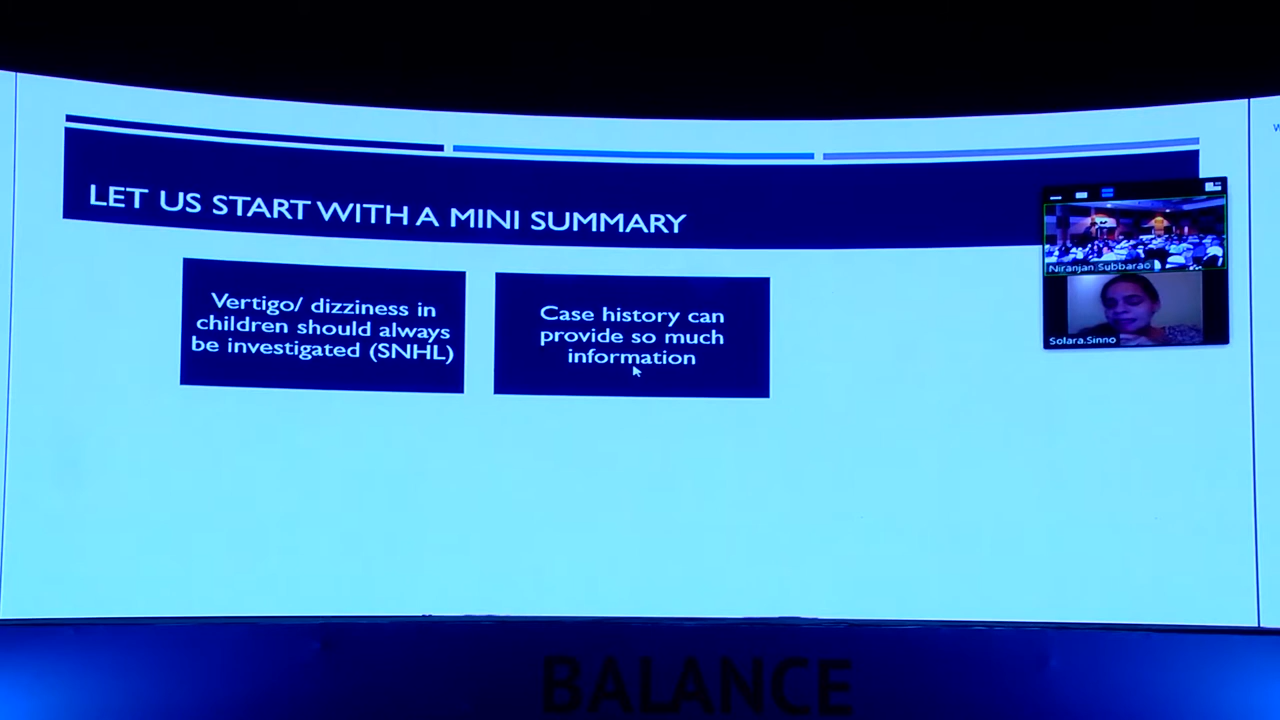 LET US START WITH A MINI SUMMARY
Vertigo/ dizziness in
children should always
be investigated (SNHL)
Case history can
provide so much
information
Niranjan Subbarao
Solara.Sinno
BALANCE